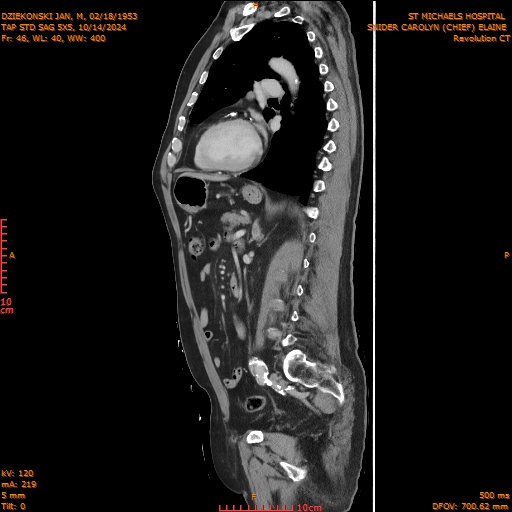 DZIEKONSKI JAN, M, 02/18/1953
TAP STD SAG 5X5, 10/14/2024
Fr: 46, WL: 40, WW: 400
ST MICHAELS HOSPITAL
SNIDER CAROLYN (CHIEF) ELAINE
Revolution CT
A
P
10
cm
kV: 120
mA: 219
5 mm
Tilt: 0
F
10cm
500 ms
DFOV: 700.62 mm